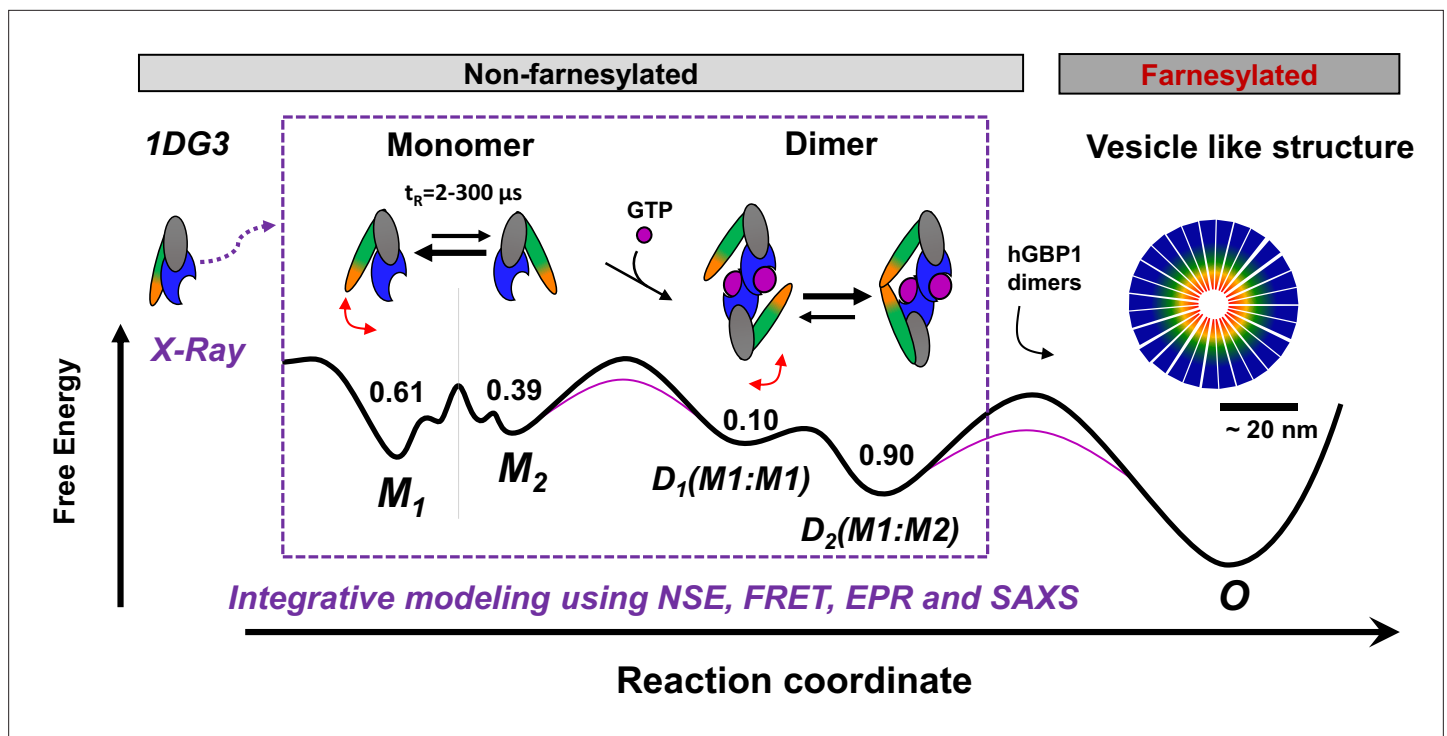 Non-farnesylated
Farnesylated
1DG3
Monomer
Dimer
Vesicle like structure
tR=2-300 µs
GTP
hGBP1
dimers
X-Ray
~ 20 nm
Free Energy
0.61
0.39
0.10
0.90
M1
M2
D1(M1:M1)
D2(M1:M2)
O
Integrative modeling using NSE, FRET, EPR and SAXS
Reaction coordinate